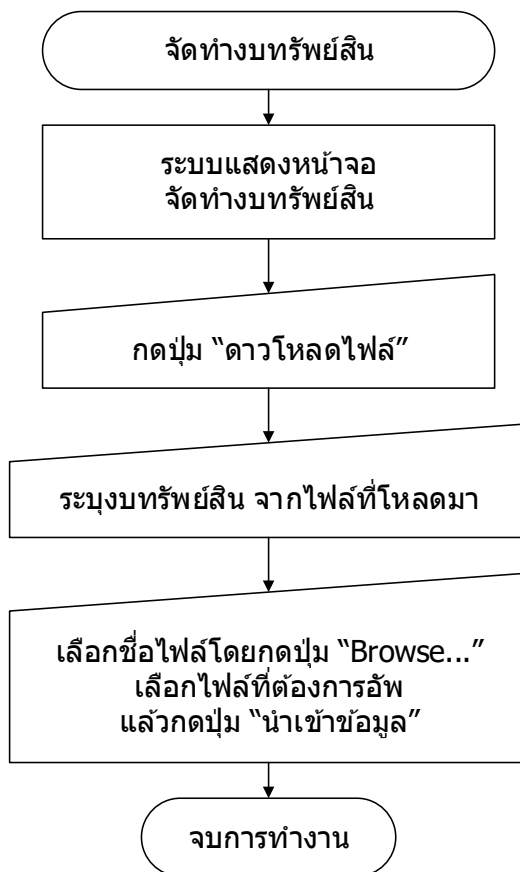 จัดทำงบทรัพย์สิน
ระบบแสดงหน้าจอ
จัดทำงบทรัพย์สิน
กดปุ่ม “ดาวโหลดไฟล์”
ระบุงบทรัพย์สิน จากไฟล์ที่โหลดมา
เลือกชื่อไฟล์โดยกดปุ่ม “Browse...”
เลือกไฟล์ที่ต้องการอัพ
แล้วกดปุ่ม “นำเข้าข้อมูล”
จบการทำงาน